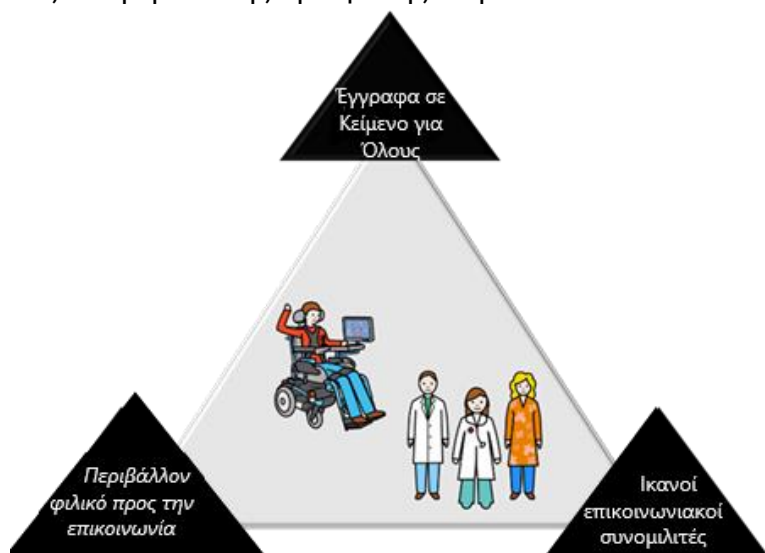 Έγγραφα σε
Κείμενο για
Όλους
Περιβάλλον
φιλικό προς την
επικοινωνία
Ικανοί
επικοινωνιακοί
συνομιλιτές